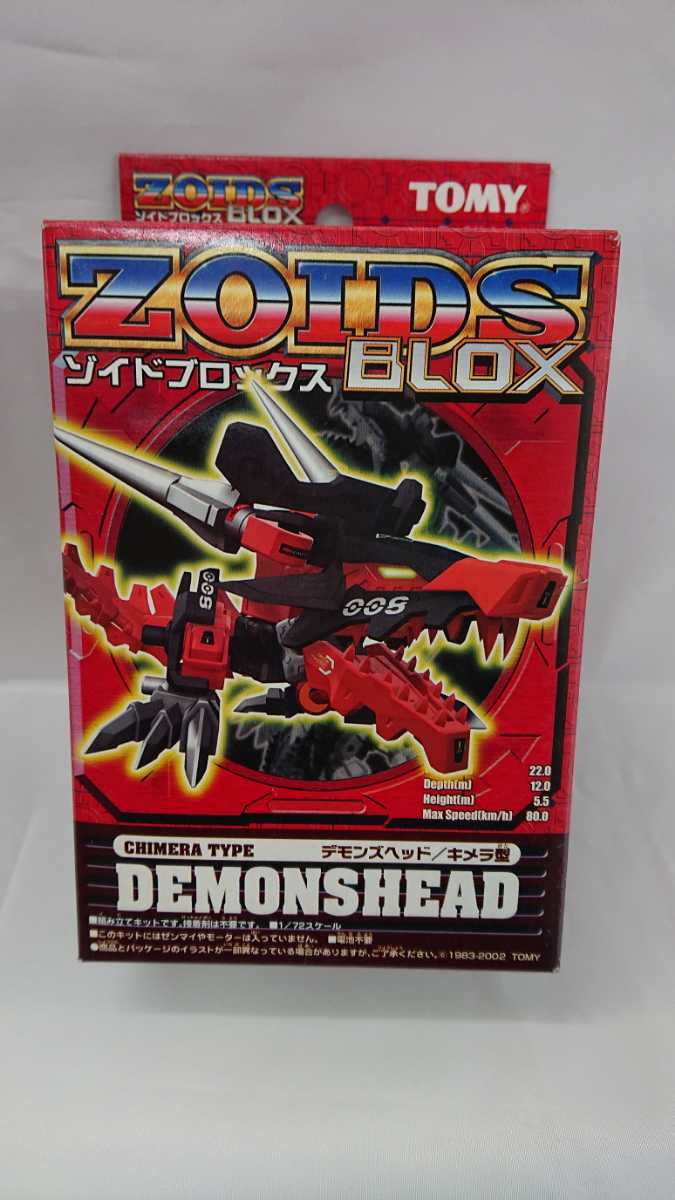 ZOIDS
ゾイドブロックス BLOX
TOMY®
ZOIDS
ゾイドブロックス BLOX
008
008
22.0
Depth(m) 12.0
Height(m) 5.5
Max Speed(km/h) 80.0
CHIMERA TYPE デモンズヘッド/キメラ型
DEMONSHEAD
■組み立てキットです。接着剤は不要です。 ■1/72スケール
■このキットにはゼンマイやモーターは入っていません。 ■電池不要
●商品とパッケージのイラストが一部異なっている場合がありますが、ご了承ください。 © 1983-2002 TOMY